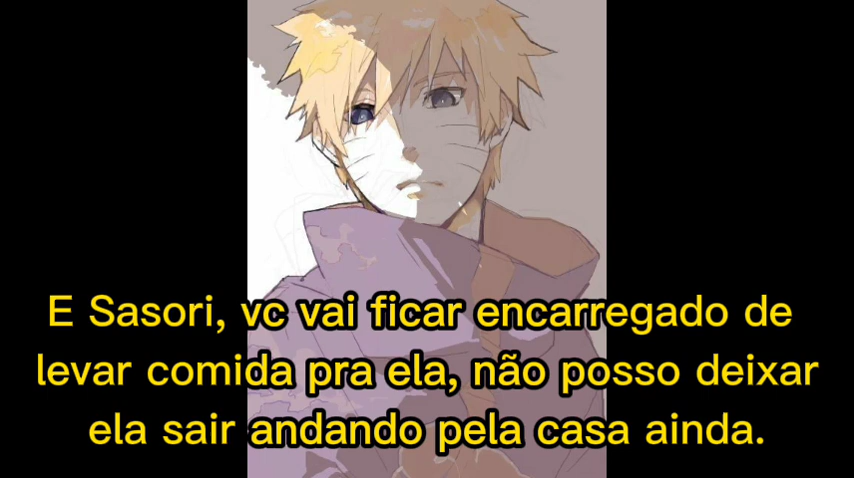 E Sasori, vc vai ficar encarregado de
levar comida pra ela, não posso deixar
ela sair andando pela casa ainda.